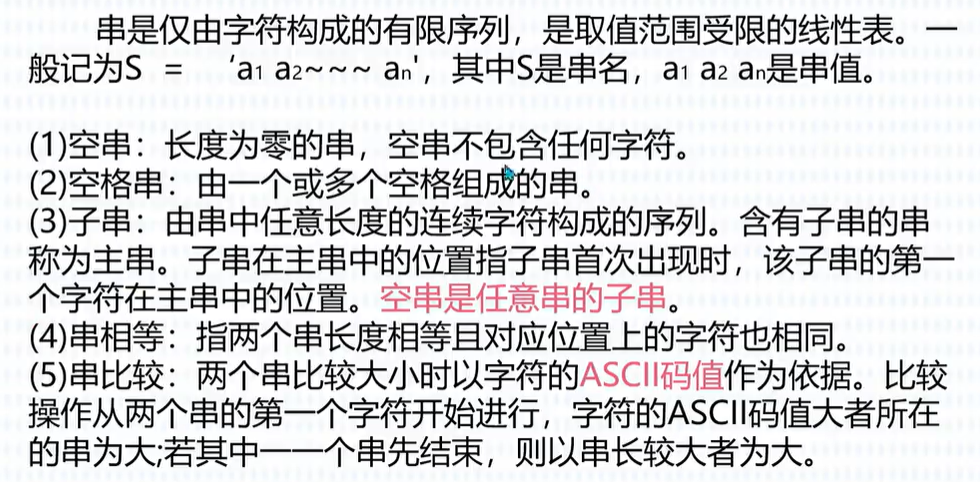 串是仅由字符构成的有限序列，是取值范围受限的线性表。一
般记为S = 'a1 a2··· an'，其中S是串名，a1 a2 an是串值。
(1)空串：长度为零的串，空串不包含任何字符。
(2)空格串：由一个或多个空格组成的串。
(3)子串：由串中任意长度的连续字符构成的序列。含有子串的串
称为主串。子串在主串中的位置指子串首次出现时，该子串的第一
个字符在主串中的位置。空串是任意串的子串。
(4)串相等：指两个串长度相等且对应位置上的字符也相同。
(5)串比较：两个串比较大小时以字符的ASCII码值作为依据。比较
操作从两个串的第一个字符开始进行，字符的ASCII码值大者所在
的串为大;若其中一一个串先结束，则以串长较大者为大。